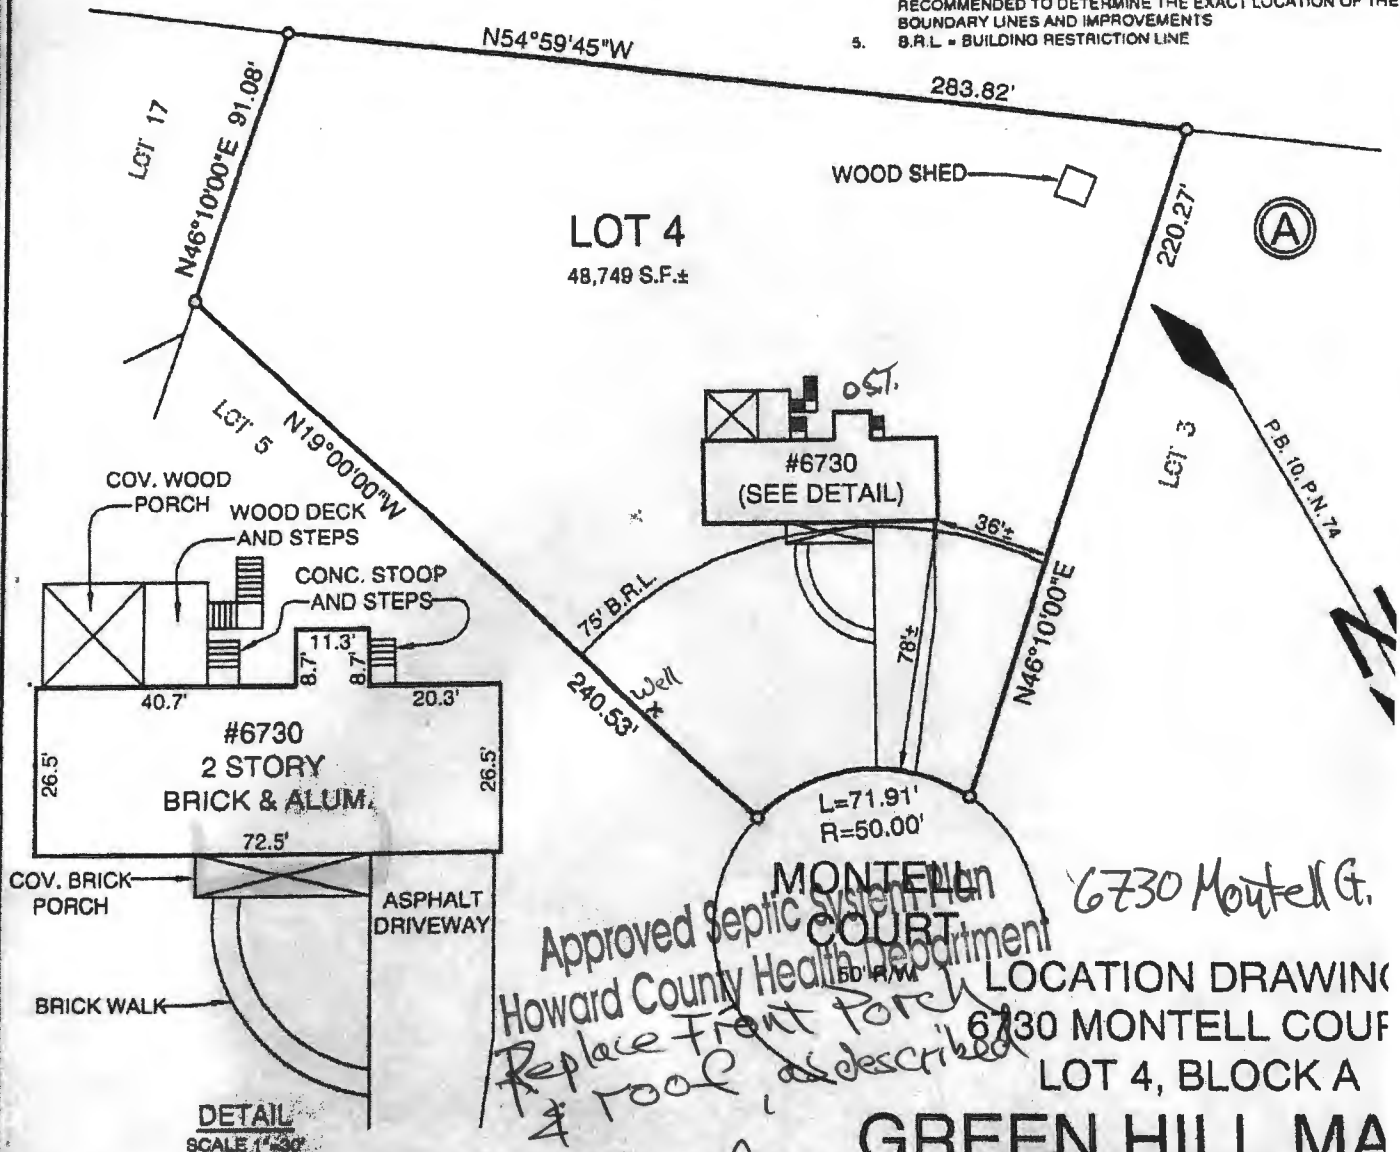 RECOMMENDED TO DETERMINE THE EXACT LOCATION OF THE
BOUNDARY LINES AND IMPROVEMENTS
5. B.R.L = BUILDING RESTRICTION LINE
N54°59'45"W
283.82'
N46°10'00"E 91.08'
LOT 17
WOOD SHED
LOT 4
48,749 S.F.±
220.27'
A
LOT 5
N19°00'00"W
240.53'
OST.
#6730
(SEE DETAIL)
36'±
LOT 3
P.B. 10, P.N. 74
N
75' B.R.L.
78'±
N46°10'00"E
Well
x
COV. WOOD
PORCH
WOOD DECK
AND STEPS
CONC. STOOP
AND STEPS
11.3'
8.7'
8.7'
40.7'
20.3'
#6730
2 STORY
BRICK & ALUM.
26.5'
26.5'
72.5'
COV. BRICK
PORCH
ASPHALT
DRIVEWAY
BRICK WALK
DETAIL
SCALE 1"=30'
L=71.91'
R=50.00'
MONTELL
COURT
50' R/W
Approved Septic System Plan
Howard County Health Department
Replace Front Porch
& roof, as described
6730 Montell Ct.
LOCATION DRAWING
6730 MONTELL COUR
LOT 4, BLOCK A
GREEN HILL MA